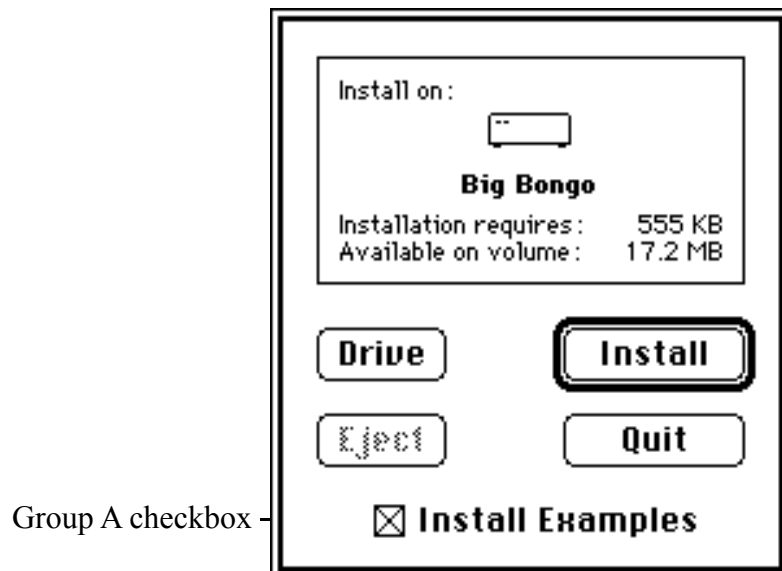 Install on:
Big Bongo
Installation requires: 555 KB
Available on volume: 17.2 MB
Drive Install
Eject Quit
Group A checkbox Install Examples